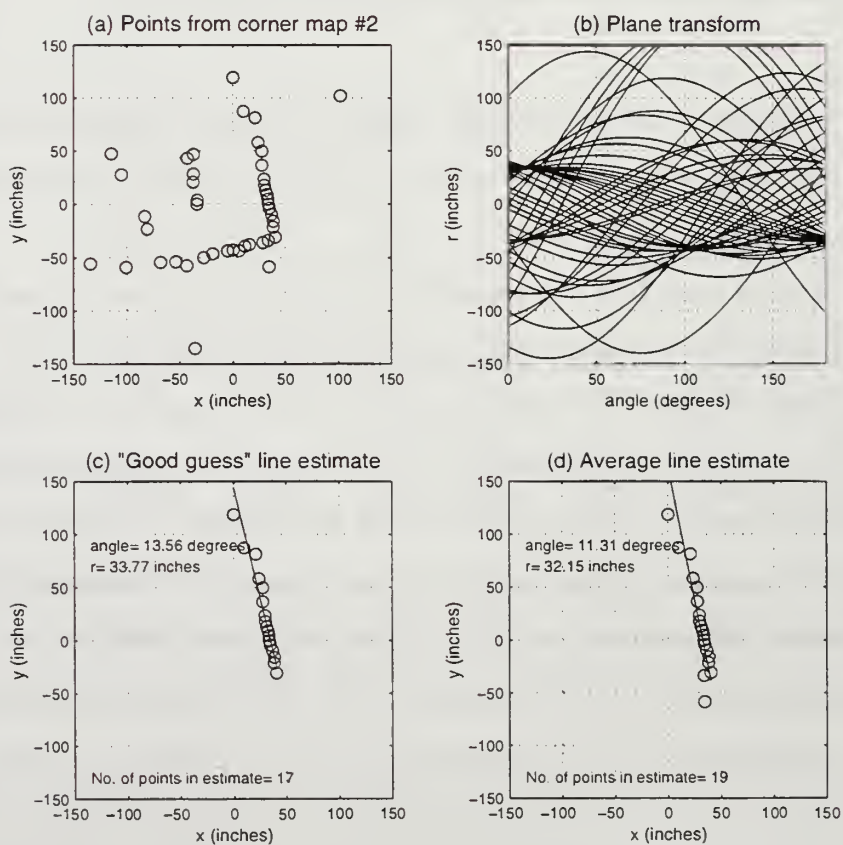 (a) Points from corner map #2
150
100
50
0
−50
−100
−150
y (inches)
−150 −100 −50 0 50 100 150
x (inches)
(b) Plane transform
150
100
50
0
−50
−100
−150
r (inches)
0 50 100 150
angle (degrees)
(c) "Good guess" line estimate
150
100
50
0
−50
−100
−150
y (inches)
angle= 13.56 degrees
r= 33.77 inches
No. of points in estimate= 17
−150 −100 −50 0 50 100 150
x (inches)
(d) Average line estimate
150
100
50
0
−50
−100
−150
y (inches)
angle= 11.31 degrees
r= 32.15 inches
No. of points in estimate= 19
−150 −100 −50 0 50 100 150
x (inches)